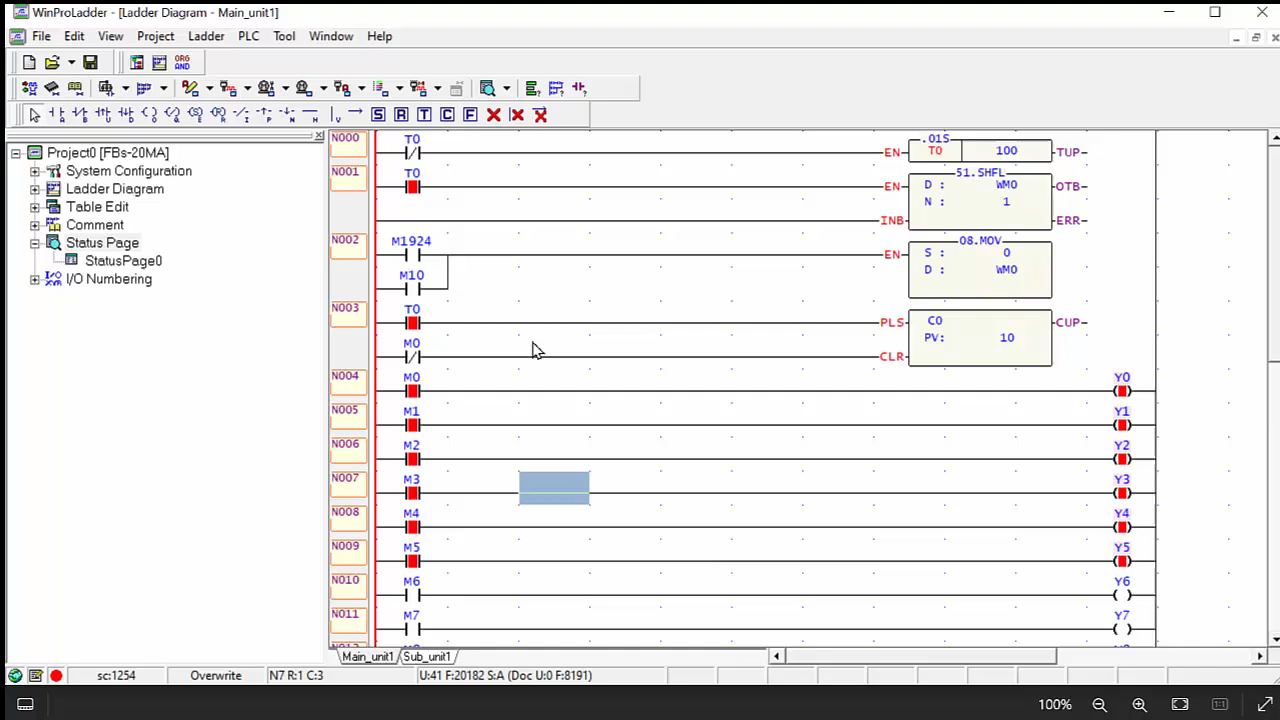 WinProLadder - [Ladder Diagram - Main_unit1]
File Edit View Project Ladder PLC Tool Window Help
ORG
AND
A B U D Q Q S R I P N H V
S R T C F
Project0 [FBs-20MA]
System Configuration
Ladder Diagram
Table Edit
Comment
Status Page
StatusPage0
I/O Numbering
N000 T0 .01S
EN T0 100 TUP
N001 T0 51.SHFL
EN D : WM0 OTB
N : 1
INB ERR
N002 M1924 08.MOV
EN S : 0
M10 D : WM0
N003 T0
PLS C0 CUP
PV: 10
M0
CLR
N004 M0 Y0
N005 M1 Y1
N006 M2 Y2
N007 M3 Y3
N008 M4 Y4
N009 M5 Y5
N010 M6 Y6
N011 M7 Y7
Main_unit1 Sub_unit1
sc:1254 Overwrite N7 R:1 C:3 U:41 F:20182 S:A (Doc U:0 F:8191)
100%